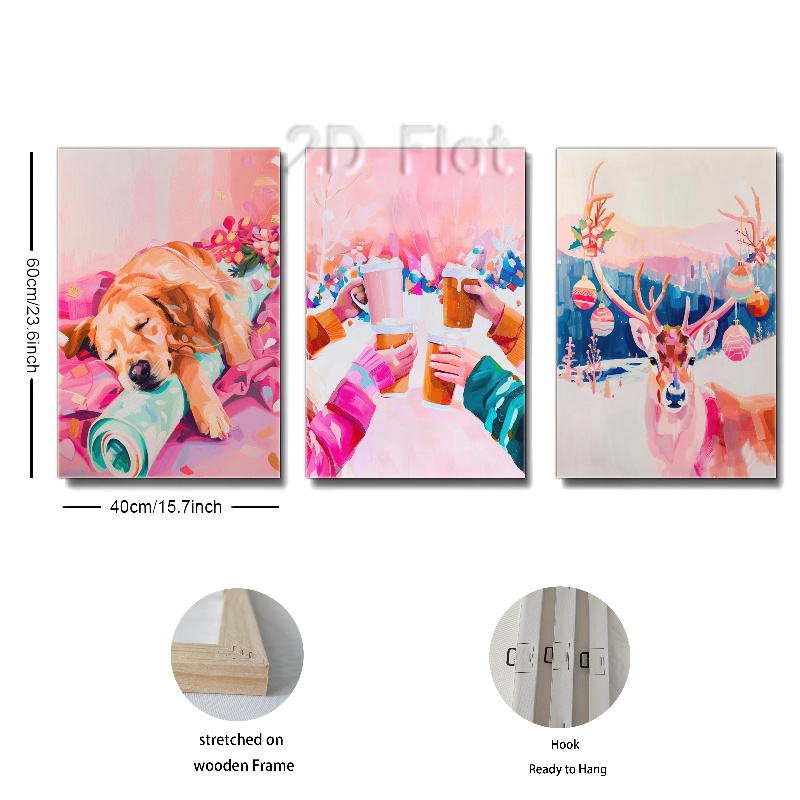 2D Flat
60cm/23.6inch
40cm/15.7inch
stretched on
wooden Frame
Hook
Ready to Hang